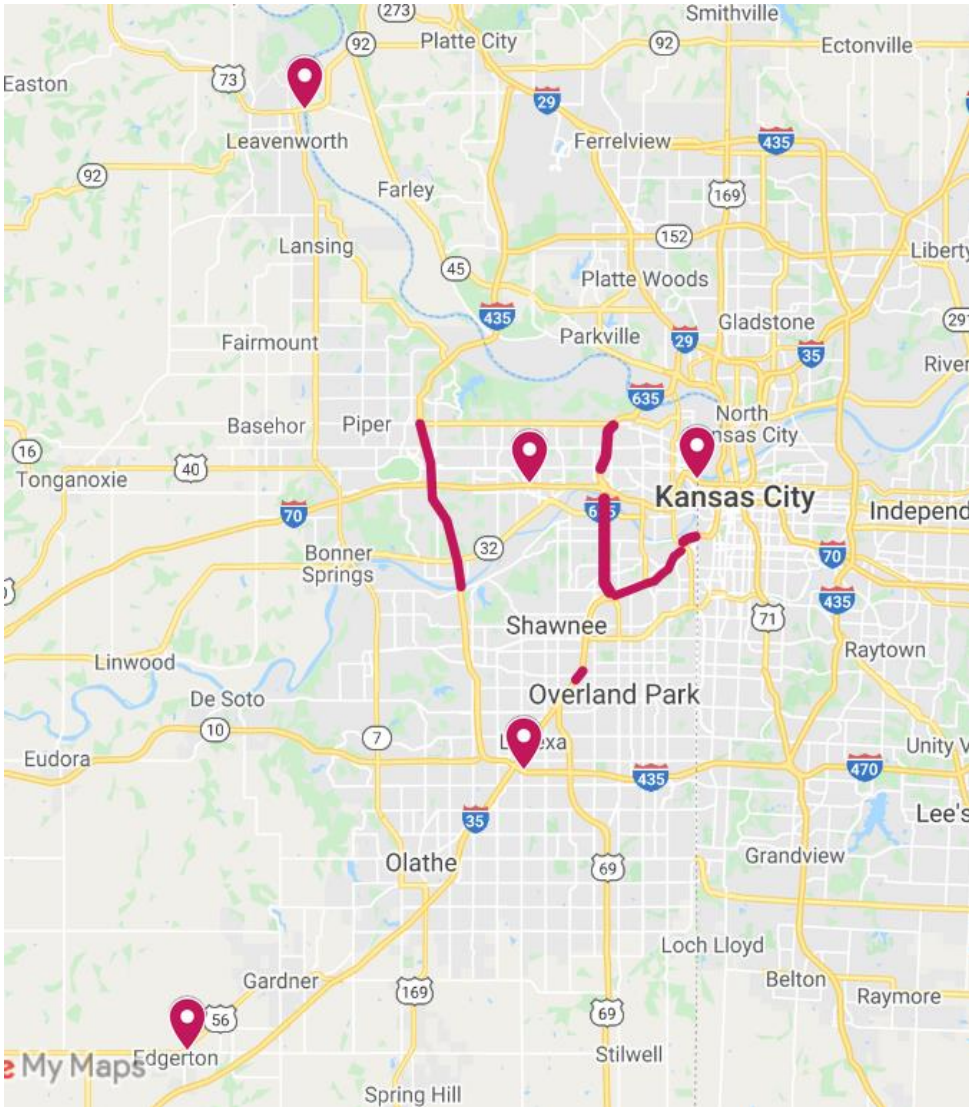 Smithville
273
Platte City
92
92
Ectonville
Easton
73
29
Leavenworth
Ferrelview
435
92
Farley
169
Lansing
152
Liberty
45
Platte Woods
435
Fairmount
Parkville
29
Gladstone
35
291
River
635
Basehor
Piper
North
nsas City
16
40
Tonganoxie
Kansas City
70
Independ
32
Bonner
Springs
70
435
Shawnee
71
Linwood
Raytown
De Soto
Overland Park
10
7
Eudora
L exa
Unity V
435
470
35
Lee's
Olathe
Grandview
69
Loch Lloyd
Gardner
169
Belton
Raymore
56
69
Edgerton
Stilwell
e My Maps
Spring Hill